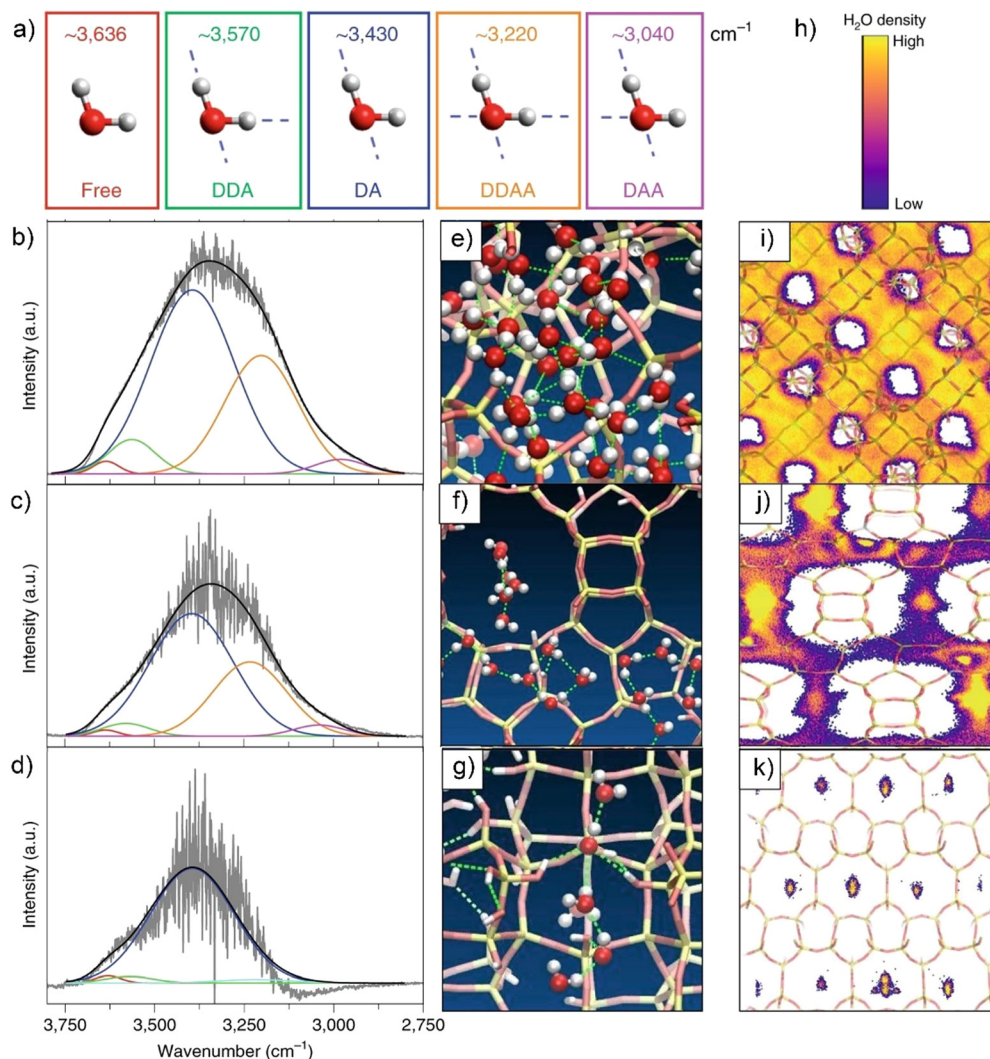 a)
~3,636
~3,570
~3,430
~3,220
~3,040
cm⁻¹
Free
DDA
DA
DDAA
DAA
h)
H₂O density
High
Low
b)
Intensity (a.u.)
c)
Intensity (a.u.)
d)
Intensity (a.u.)
3,750
3,500
3,250
3,000
2,750
Wavenumber (cm⁻¹)
e)
f)
g)
i)
j)
k)